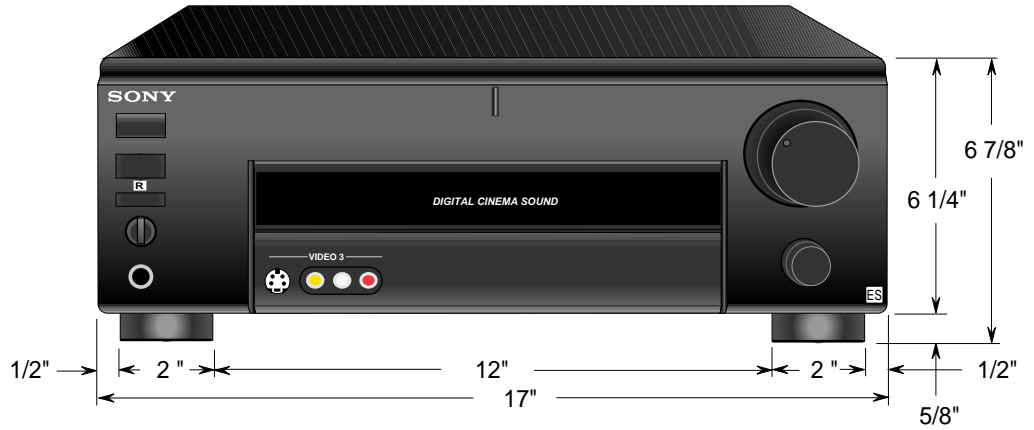 SONY
R
DIGITAL CINEMA SOUND
VIDEO 3
ES
6 7/8"
6 1/4"
1/2"
2 "
12"
2 "
1/2"
17"
5/8"